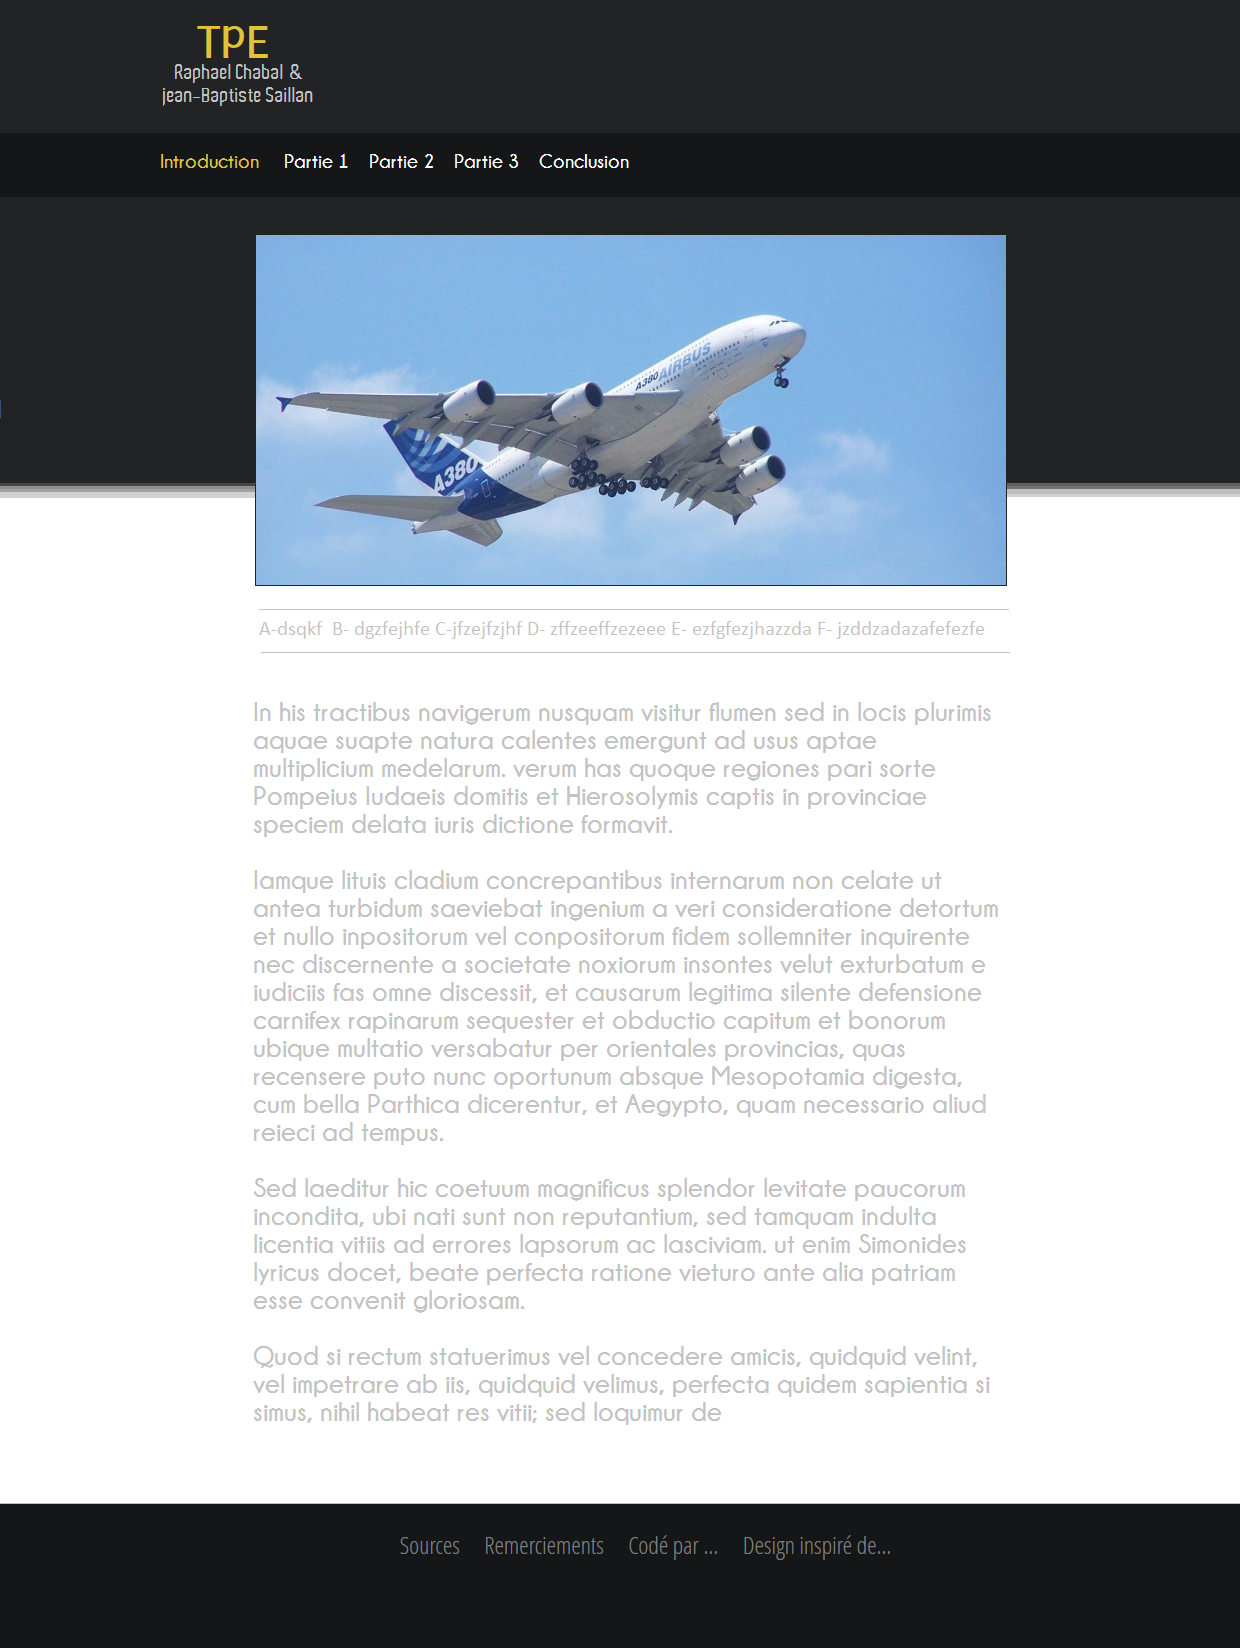 TPE
Raphael Chabal &
jean-Baptiste Saillan
Introduction Partie 1 Partie 2 Partie 3 Conclusion
A380 AIRBUS
A380
A-dsqkf B- dgzfejhfe C-jfzejfzjhf D- zffzeeffzezeee E- ezfgfezjhazzda F- jzddzadazafefezfe
In his tractibus navigerum nusquam visitur flumen sed in locis plurimis
aquae suapte natura calentes emergunt ad usus aptae
multiplicium medelarum. verum has quoque regiones pari sorte
Pompeius Iudaeis domitis et Hierosolymis captis in provinciae
speciem delata iuris dictione formavit.
Iamque lituis cladium concrepantibus internarum non celate ut
antea turbidum saeviebat ingenium a veri consideratione detortum
et nullo inpositorum vel conpositorum fidem sollemniter inquirente
nec discernente a societate noxiorum insontes velut exturbatum e
iudiciis fas omne discessit, et causarum legitima silente defensione
carnifex rapinarum sequester et obductio capitum et bonorum
ubique multatio versabatur per orientales provincias, quas
recensere puto nunc oportunum absque Mesopotamia digesta,
cum bella Parthica dicerentur, et Aegypto, quam necessario aliud
reieci ad tempus.
Sed laeditur hic coetuum magnificus splendor levitate paucorum
incondita, ubi nati sunt non reputantium, sed tamquam indulta
licentia vitiis ad errores lapsorum ac lasciviam. ut enim Simonides
lyricus docet, beate perfecta ratione vieturo ante alia patriam
esse convenit gloriosam.
Quod si rectum statuerimus vel concedere amicis, quidquid velint,
vel impetrare ab iis, quidquid velimus, perfecta quidem sapientia si
simus, nihil habeat res vitii; sed loquimur de
Sources Remerciements Codé par ... Design inspiré de...